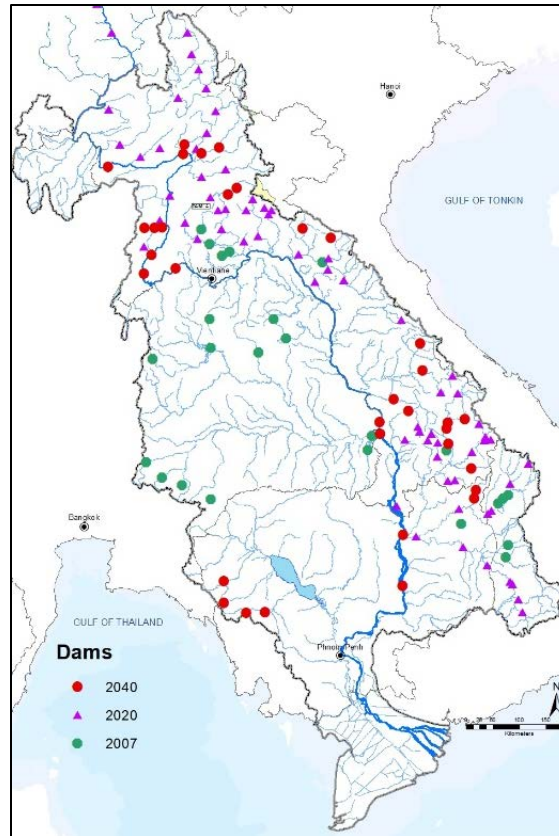 Hanoi
GULF OF TONKIN
Vientiane
Bangkok
GULF OF THAILAND
Phnom Penh
Dams
2040
2020
2007
N
Kilometers